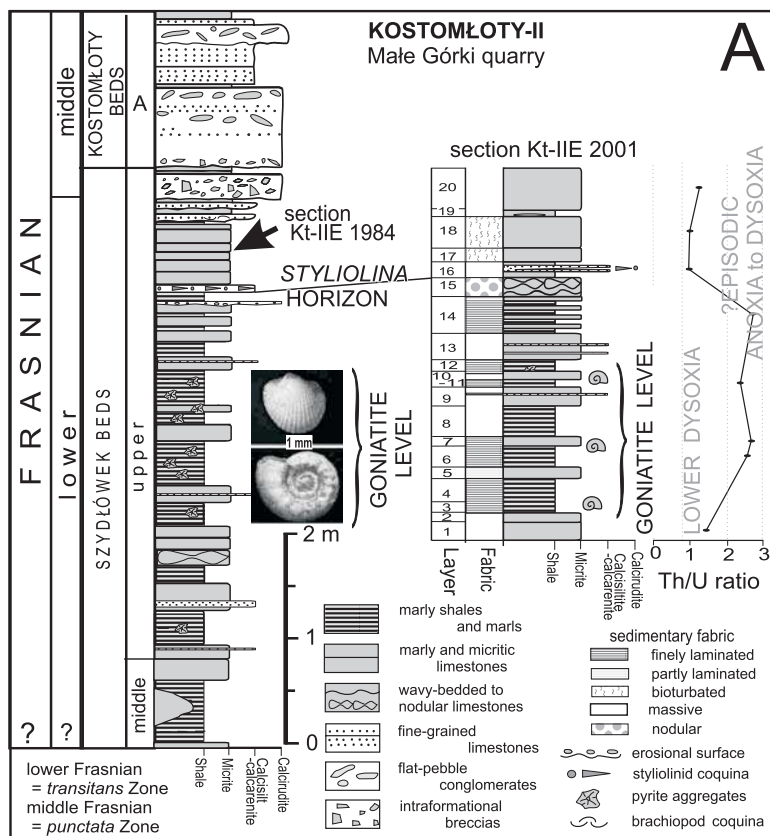 KOSTOMŁOTY-II
Małe Górki quarry
A
FRASNIAN
?
middle
lower
?
KOSTOMŁOTY
BEDS
SZYDŁÓWEK BEDS
A
upper
middle
section
Kt-IIE 1984
STYLIOLINA
HORIZON
1 mm
GONIATITE
LEVEL
2 m
1
0
Shale
Micrite
Calcisilt
-calcarenite
Calcirudite
lower Frasnian
= transitans Zone
middle Frasnian
= punctata Zone
section Kt-IIE 2001
20
19
18
17
16
15
14
13
12
10
-11
9
8
7
6
5
4
3
2
1
Layer
Fabric
Shale
Micrite
Calcisiltite
-calcarenite
Calcirudite
GONIATITE LEVEL
LOWER DYSOXIA
?EPISODIC
ANOXIA to DYSOXIA
0 1 2 3
Th/U ratio
marly shales
and marls
marly and micritic
limestones
wavy-bedded to
nodular limestones
fine-grained
limestones
flat-pebble
conglomerates
intraformational
breccias
sedimentary fabric
finely laminated
partly laminated
bioturbated
massive
nodular
erosional surface
styliolinid coquina
pyrite aggregates
brachiopod coquina